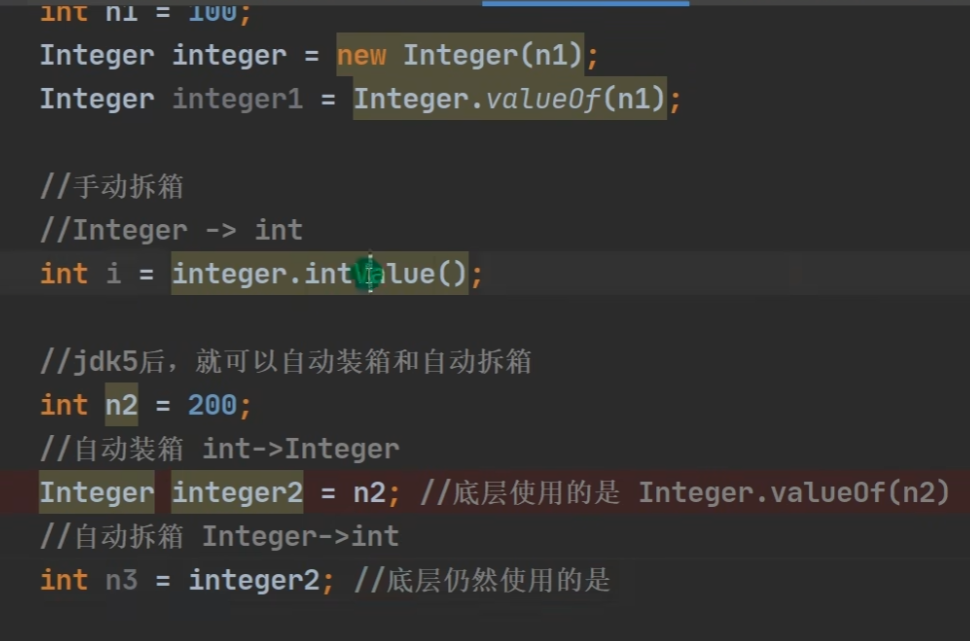 int n1 = 100;
Integer integer = new Integer(n1);
Integer integer1 = Integer.valueOf(n1);
//手动拆箱
//Integer -> int
int i = integer.intValue();
//jdk5后，就可以自动装箱和自动拆箱
int n2 = 200;
//自动装箱 int->Integer
Integer integer2 = n2; //底层使用的是 Integer.valueOf(n2)
//自动拆箱 Integer->int
int n3 = integer2; //底层仍然使用的是